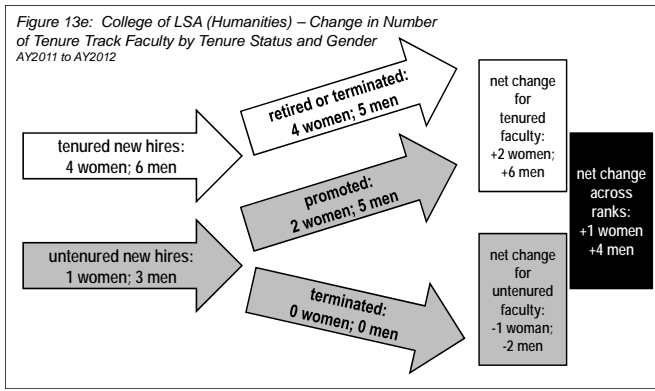 Figure 13e: College of LSA (Humanities) – Change in Number
of Tenure Track Faculty by Tenure Status and Gender
AY2011 to AY2012
tenured new hires:
4 women; 6 men
retired or terminated:
4 women; 5 men
net change
for
tenured
faculty:
+2 women;
+6 men
untenured new hires:
1 women; 3 men
promoted:
2 women; 5 men
terminated:
0 women; 0 men
net change
for
untenured
faculty:
-1 woman;
-2 men
net change
across
ranks:
+1 women
+4 men